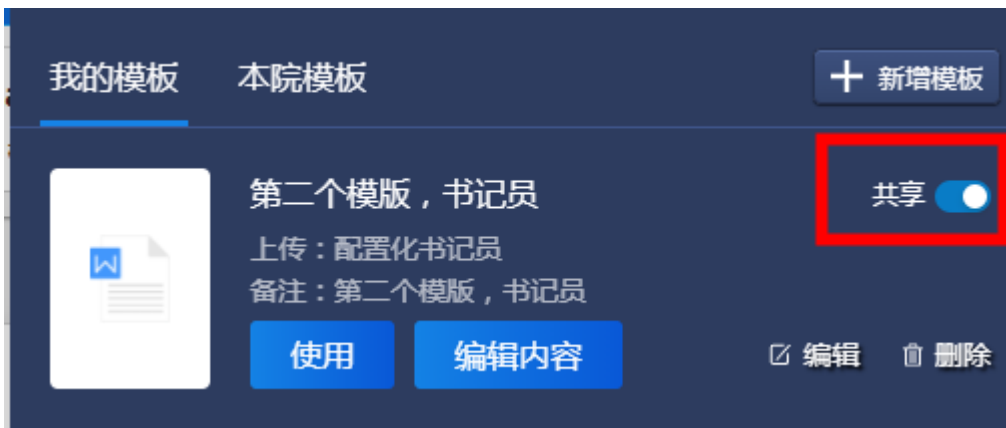 我的模板 本院模板 新增模板
第二个模版，书记员 共享
上传：配置化书记员
备注：第二个模版，书记员
使用 编辑内容 编辑 删除